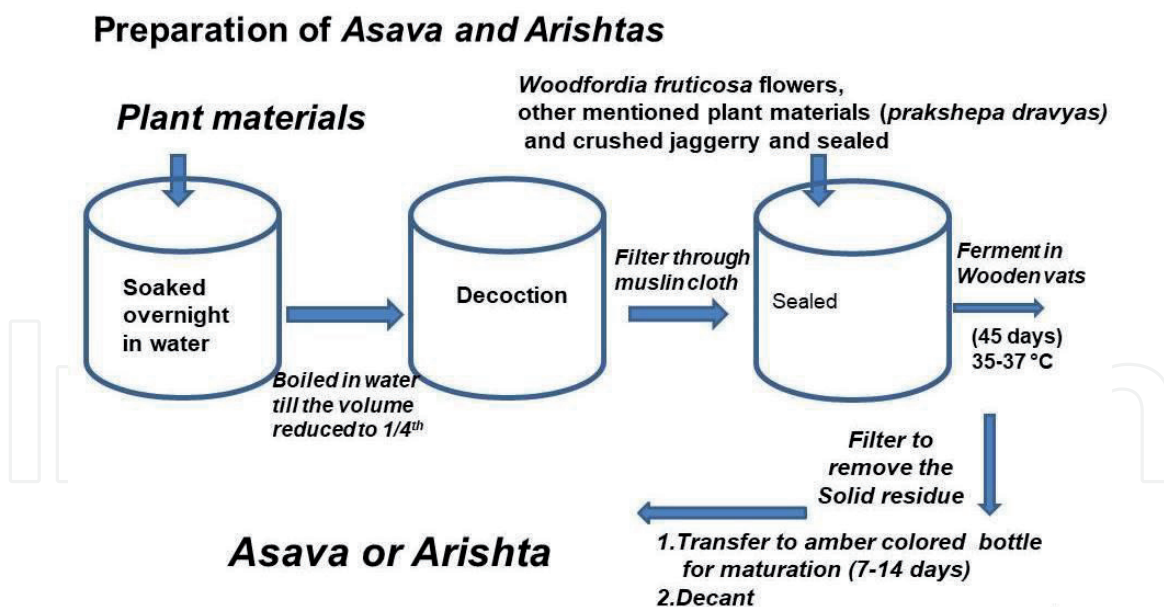 Preparation of Asava and Arishtas
Plant materials
Woodfordia fruticosa flowers,
other mentioned plant materials (prakshepa dravyas)
and crushed jaggerry and sealed
Soaked
overnight
in water
Boiled in water
till the volume
reduced to 1/4th
Decoction
Filter through
muslin cloth
Sealed
Ferment in
Wooden vats
(45 days)
35-37 °C
Filter to
remove the
Solid residue
1.Transfer to amber colored bottle
for maturation (7-14 days)
2.Decant
Asava or Arishta